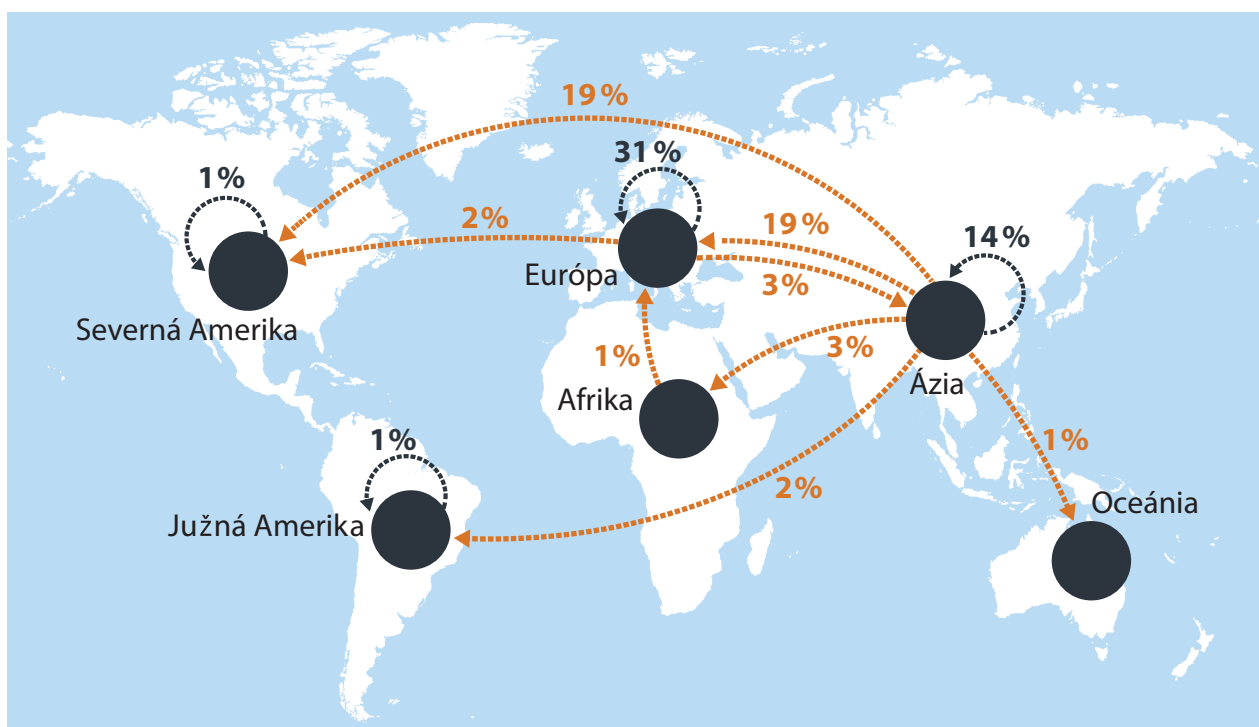 19 %
31 %
1 %
2%
19 %
14 %
Európa
3 %
Severná Amerika
1 %
3%
Afrika
Ázia
1 %
1 %
2 %
Oceánia
Južná Amerika